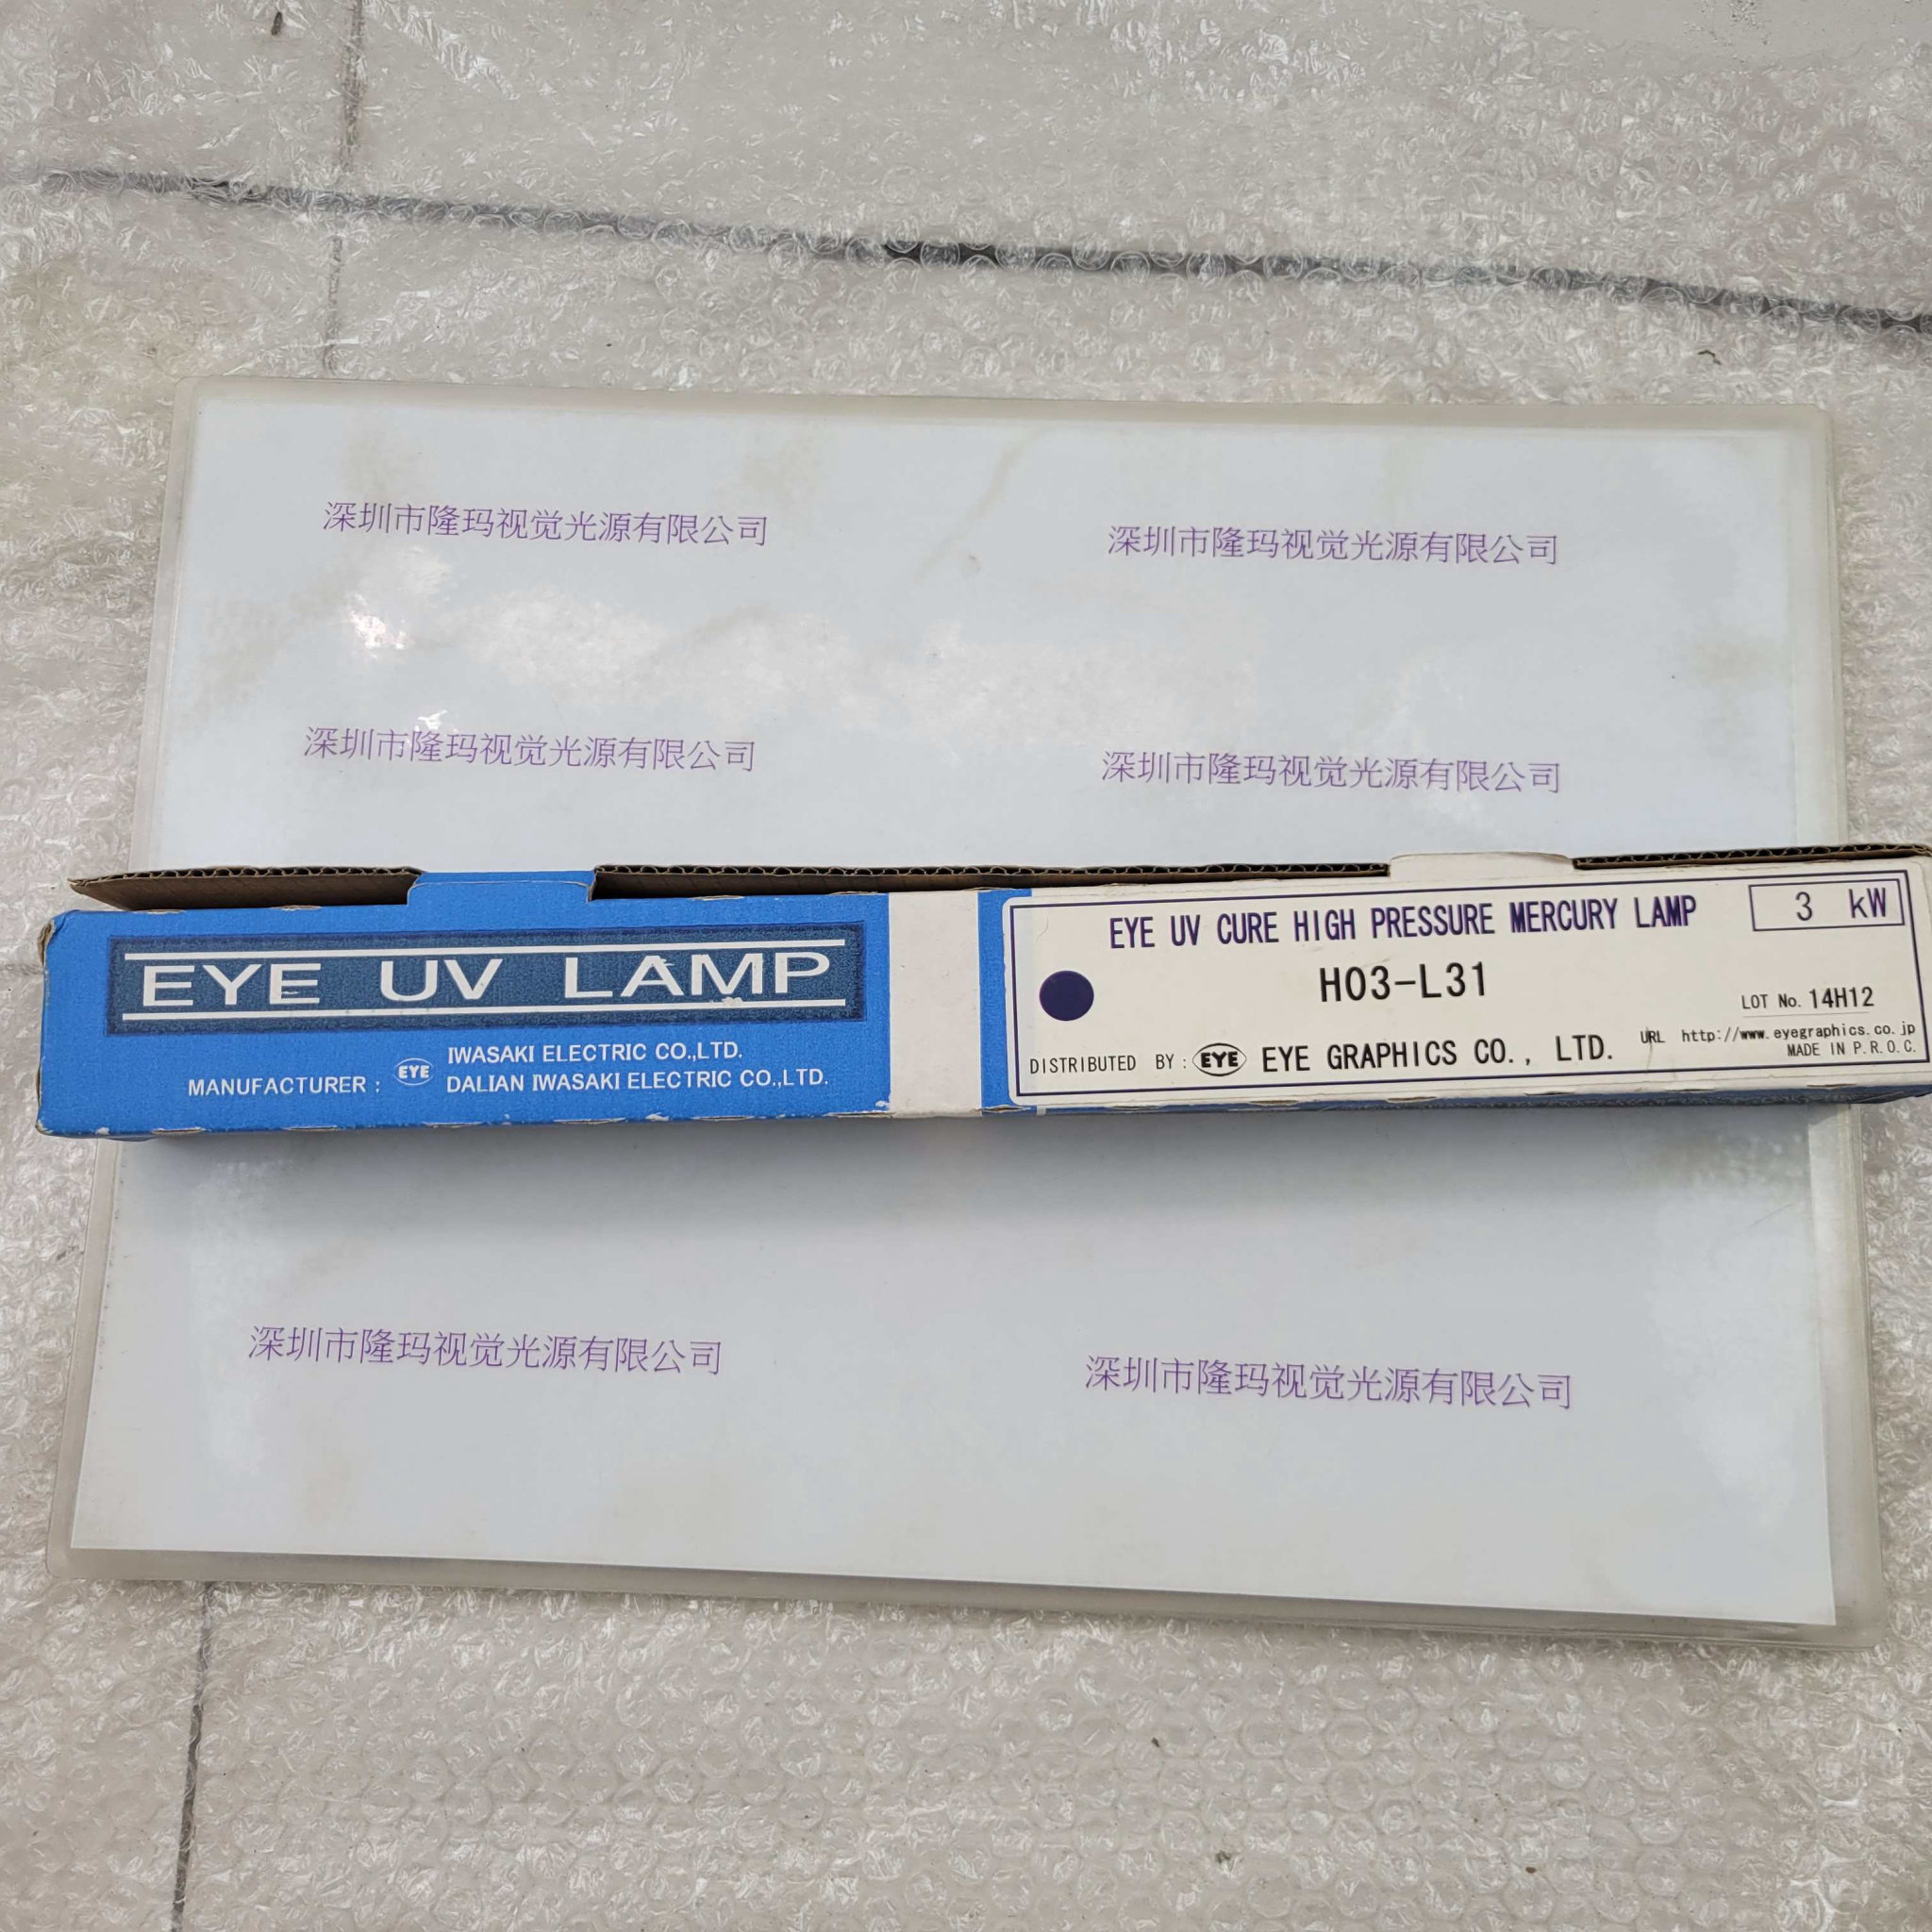 深圳市隆玛视觉光源有限公司
深圳市隆玛视觉光源有限公司
深圳市隆玛视觉光源有限公司
深圳市隆玛视觉光源有限公司
EYE UV LAMP
MANUFACTURER : EYE IWASAKI ELECTRIC CO.,LTD.
DALIAN IWASAKI ELECTRIC CO.,LTD.
EYE UV CURE HIGH PRESSURE MERCURY LAMP 3 kW
H03-L31
LOT No. 14H12
DISTRIBUTED BY : EYE EYE GRAPHICS CO., LTD.
URL http://www.eyegraphics.co.jp
MADE IN P.R.O.C.
深圳市隆玛视觉光源有限公司
深圳市隆玛视觉光源有限公司